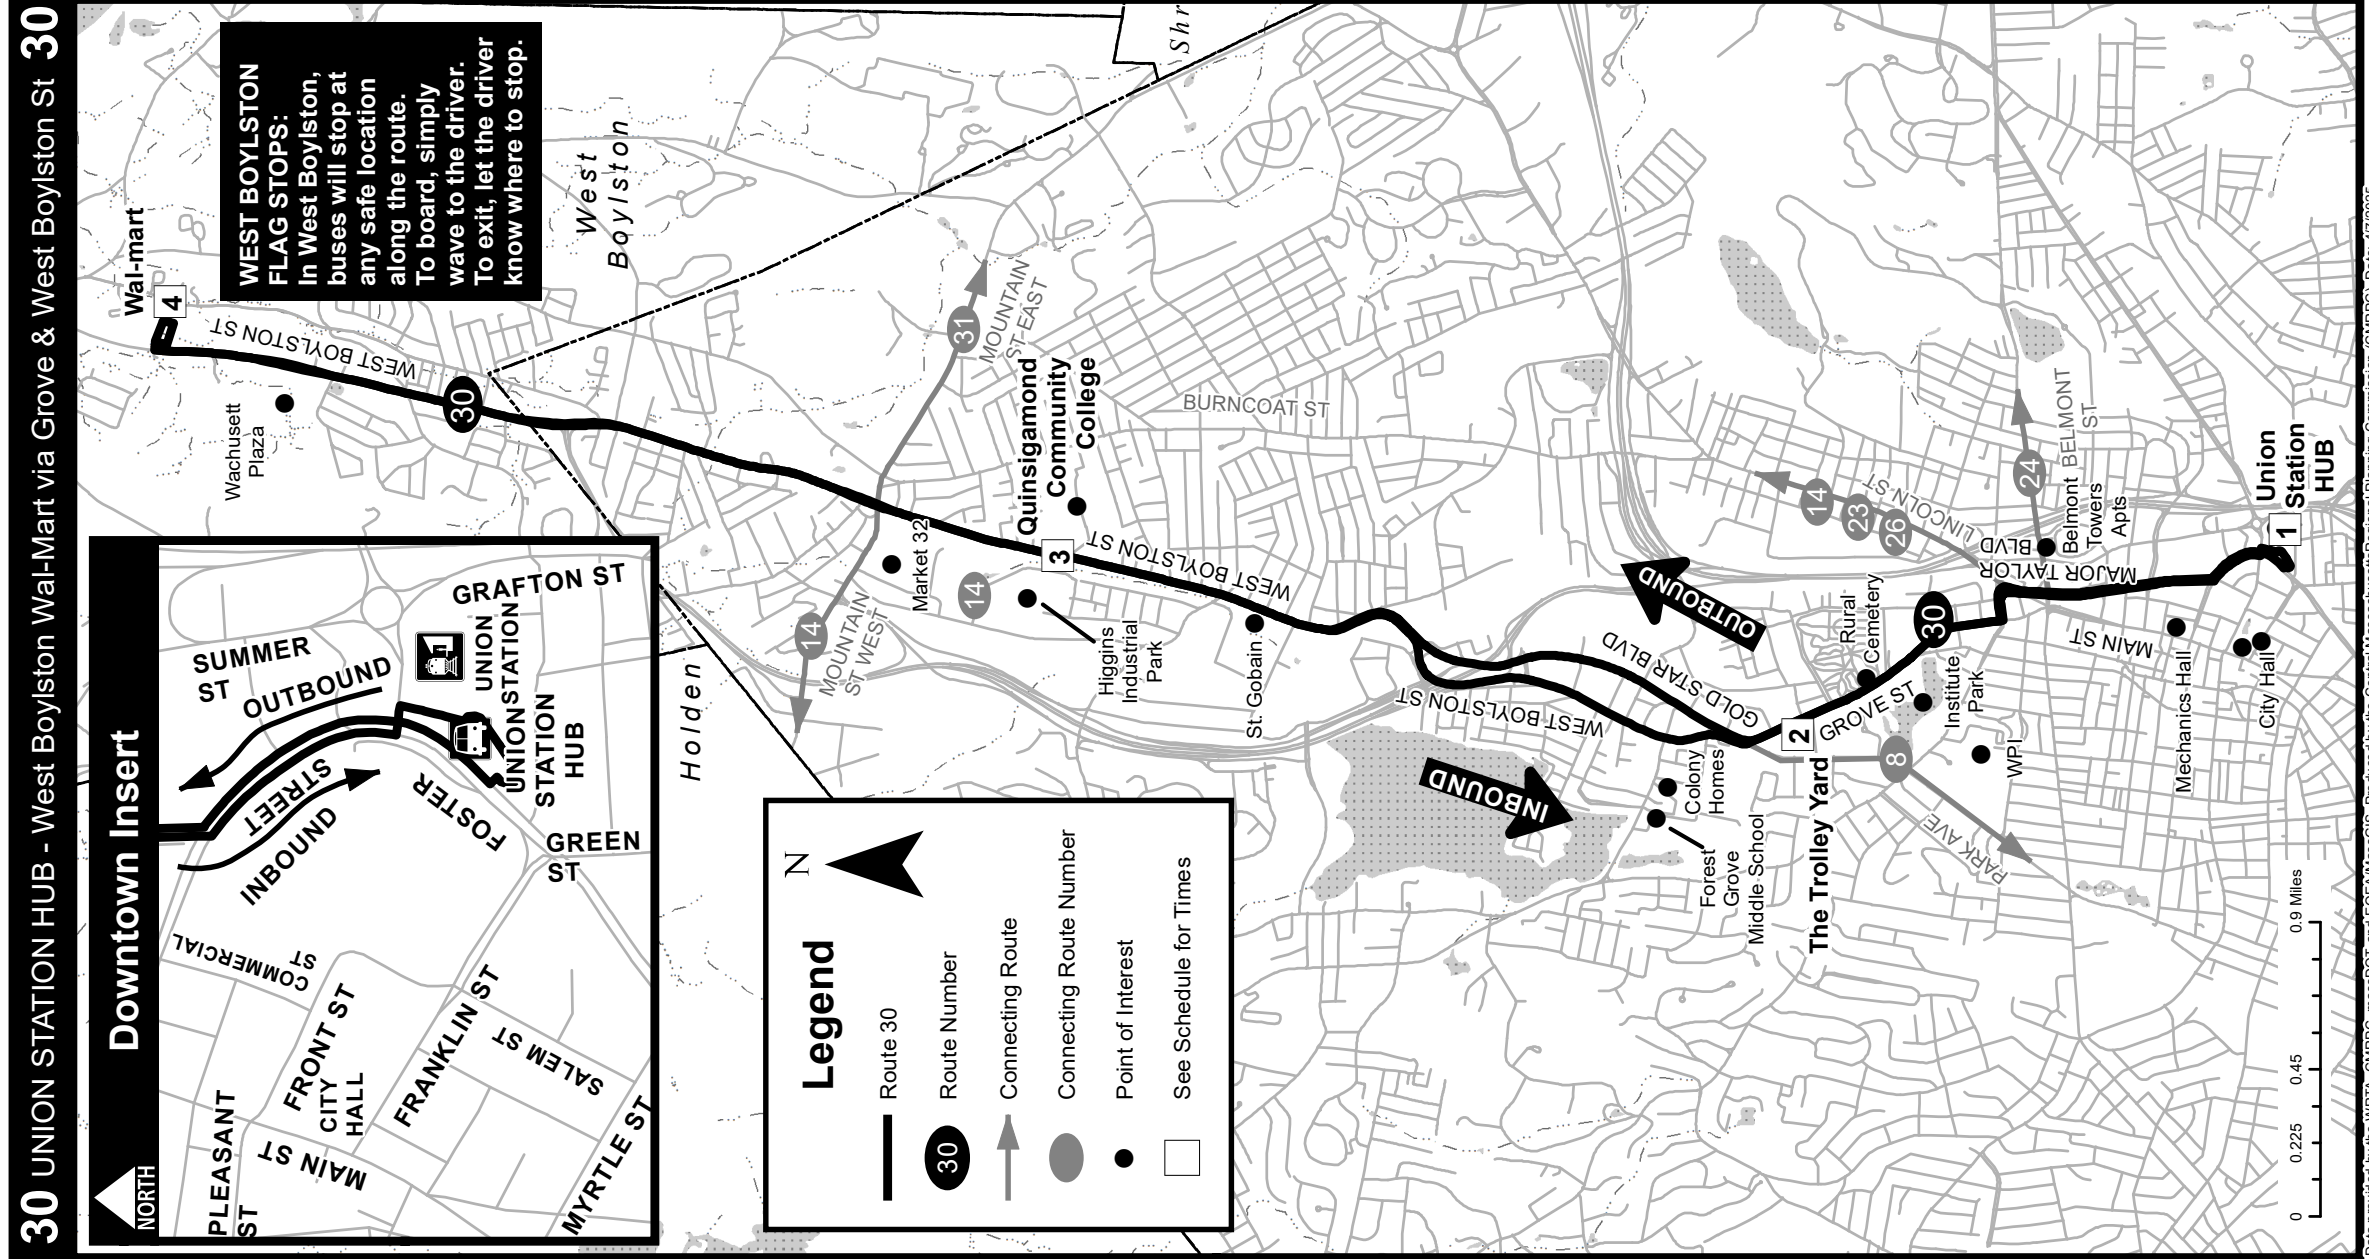 30 UNION STATION HUB - West Boylston Wal-Mart via Grove & West Boylston St 30
Downtown Insert
NORTH
PLEASANT
ST
MAIN ST
COMMERCIAL
ST
FRONT ST
CITY
HALL
FRANKLIN ST
SALEM ST
MYRTLE ST
SUMMER
ST
OUTBOUND
INBOUND
FOSTER
STREET
GRAFTON ST
UNION
STATION
UNION
STATION
HUB
GREEN
ST
Legend
N
Route 30
30
Route Number
Connecting Route
Connecting Route Number
Point of Interest
See Schedule for Times
WEST BOYLSTON
FLAG STOPS:
In West Boylston,
buses will stop at
any safe location
along the route.
To board, simply
wave to the driver.
To exit, let the driver
know where to stop.
Wal-mart
4
WEST BOYLSTON ST
Wachusett
Plaza
30
West
Boylston
Shr
Holden
31
MOUNTAIN
ST EAST
14
MOUNTAIN
ST WEST
Market 32
14
Quinsigamond
Community
College
3
WEST BOYLSTON ST
Higgins
Industrial
Park
BURNCOAT ST
St. Gobain
WEST BOYLSTON ST
GOLD STAR BLVD
OUTBOUND
INBOUND
Colony
Homes
Forest
Grove
Middle School
2
The Trolley Yard
GROVE ST
Rural
Cemetery
8
PARK AVE
Institute
Park
WPI
30
14
23
26
LINCOLN ST
24
BELMONT
ST
Belmont
Towers
Apts
MAJOR TAYLOR
BLVD
MAIN ST
Mechanics Hall
City Hall
Union
Station
HUB
1
0 0.225 0.45 0.9 Miles